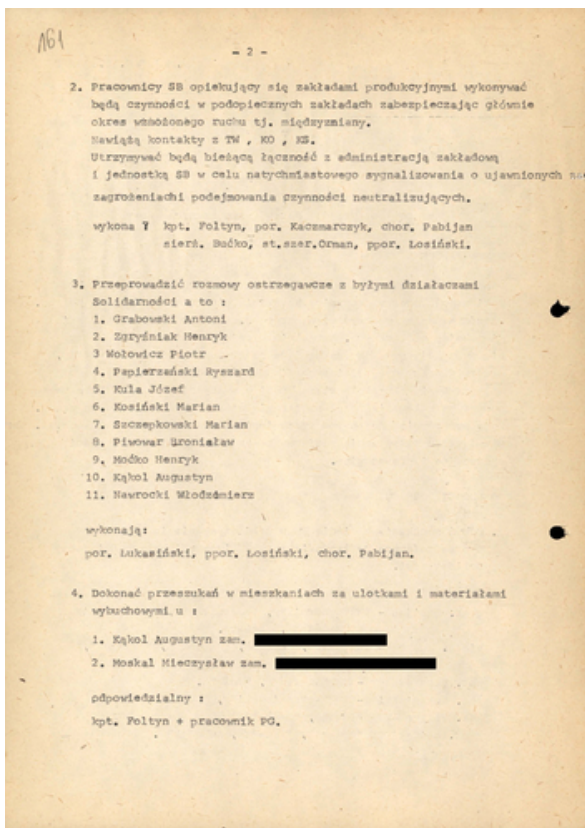 161
- 2 -
2. Pracownicy SB opiekujący się zakładami produkcyjnymi wykonywać
będą czynności w podopiecznych zakładach zabezpieczając głównie
okres wzmożonego ruchu tj. międzyzmiany.
Nawiążą kontakty z TW , KO , KS.
Utrzymywać będą bieżącą łączność z administracją zakładową
i jednostką SB w celu natychmiastowego sygnalizowania o ujawnionych
zagrożeniachi podejmowania czynności neutralizujących.
wykona Y kpt. Foltyn, por. Kaczmarczyk, chor. Pabijan
sierż. Bućko, st.szer.Orman, ppor. Łosiński.
3. Przeprowadzić rozmowy ostrzegawcze z byłymi działaczami
Solidarności a to :
1. Grabowski Antoni
2. Zgryźniak Henryk
3 Wołowicz Piotr
4. Papierzański Ryszard
5. Kula Józef
6. Kosiński Marian
7. Szczepkowski Marian
8. Piwowar Bronisław
9. Moćko Henryk
10. Kąkol Augustyn
11. Nawrocki Włodzimierz
wykonają:
por. Łukasiński, ppor. Łosiński, chor. Pabijan.
4. Dokonać przeszukań w mieszkaniach za ulotkami i materiałami
wybuchowymi u :
1. Kąkol Augustyn zam.
2. Moskal Mieczysław zam.
odpowiedzialny :
kpt. Foltyn + pracownik PG.